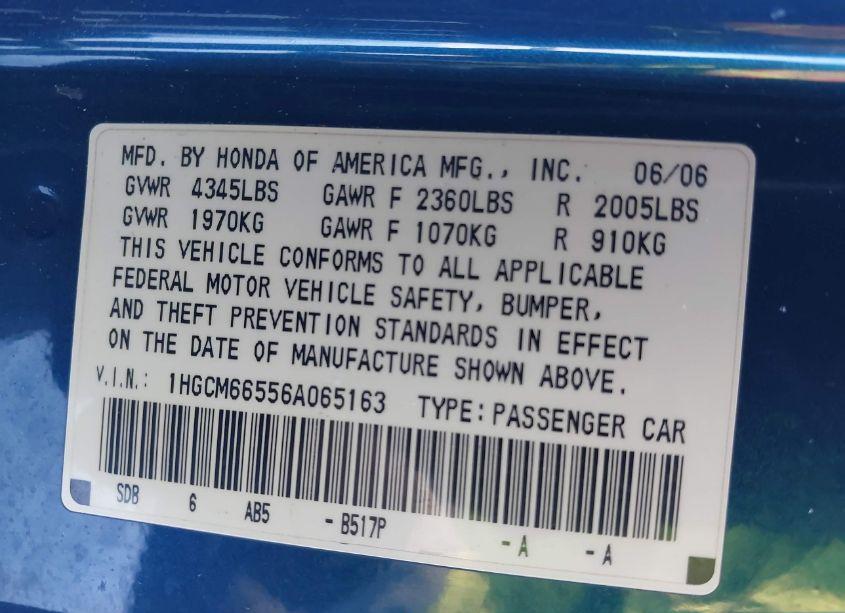 MFD. BY HONDA OF AMERICA MFG., INC. 06/06
GVWR 4345LBS GAWR F 2360LBS R 2005LBS
GVWR 1970KG GAWR F 1070KG R 910KG
THIS VEHICLE CONFORMS TO ALL APPLICABLE
FEDERAL MOTOR VEHICLE SAFETY, BUMPER,
AND THEFT PREVENTION STANDARDS IN EFFECT
ON THE DATE OF MANUFACTURE SHOWN ABOVE.
V.I.N.: 1HGCM66556A065163 TYPE:PASSENGER CAR
SDB 6 AB5 -B517P -A -A